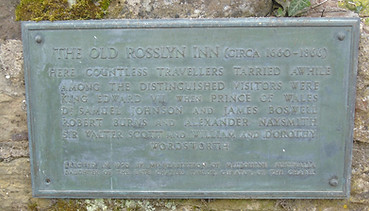 THE OLD ROSSLYN INN (CIRCA 1660-1866)
HERE COUNTLESS TRAVELLERS TARRIED AWHILE
AMONG THE DISTINGUISHED VISITORS WERE
KING EDWARD VII WHEN PRINCE OF WALES
DR SAMUEL JOHNSON AND JAMES BOSWELL
ROBERT BURNS AND ALEXANDER NAISMITH
SIR WALTER SCOTT AND WILLIAM AND DOROTHY
WORDSWORTH